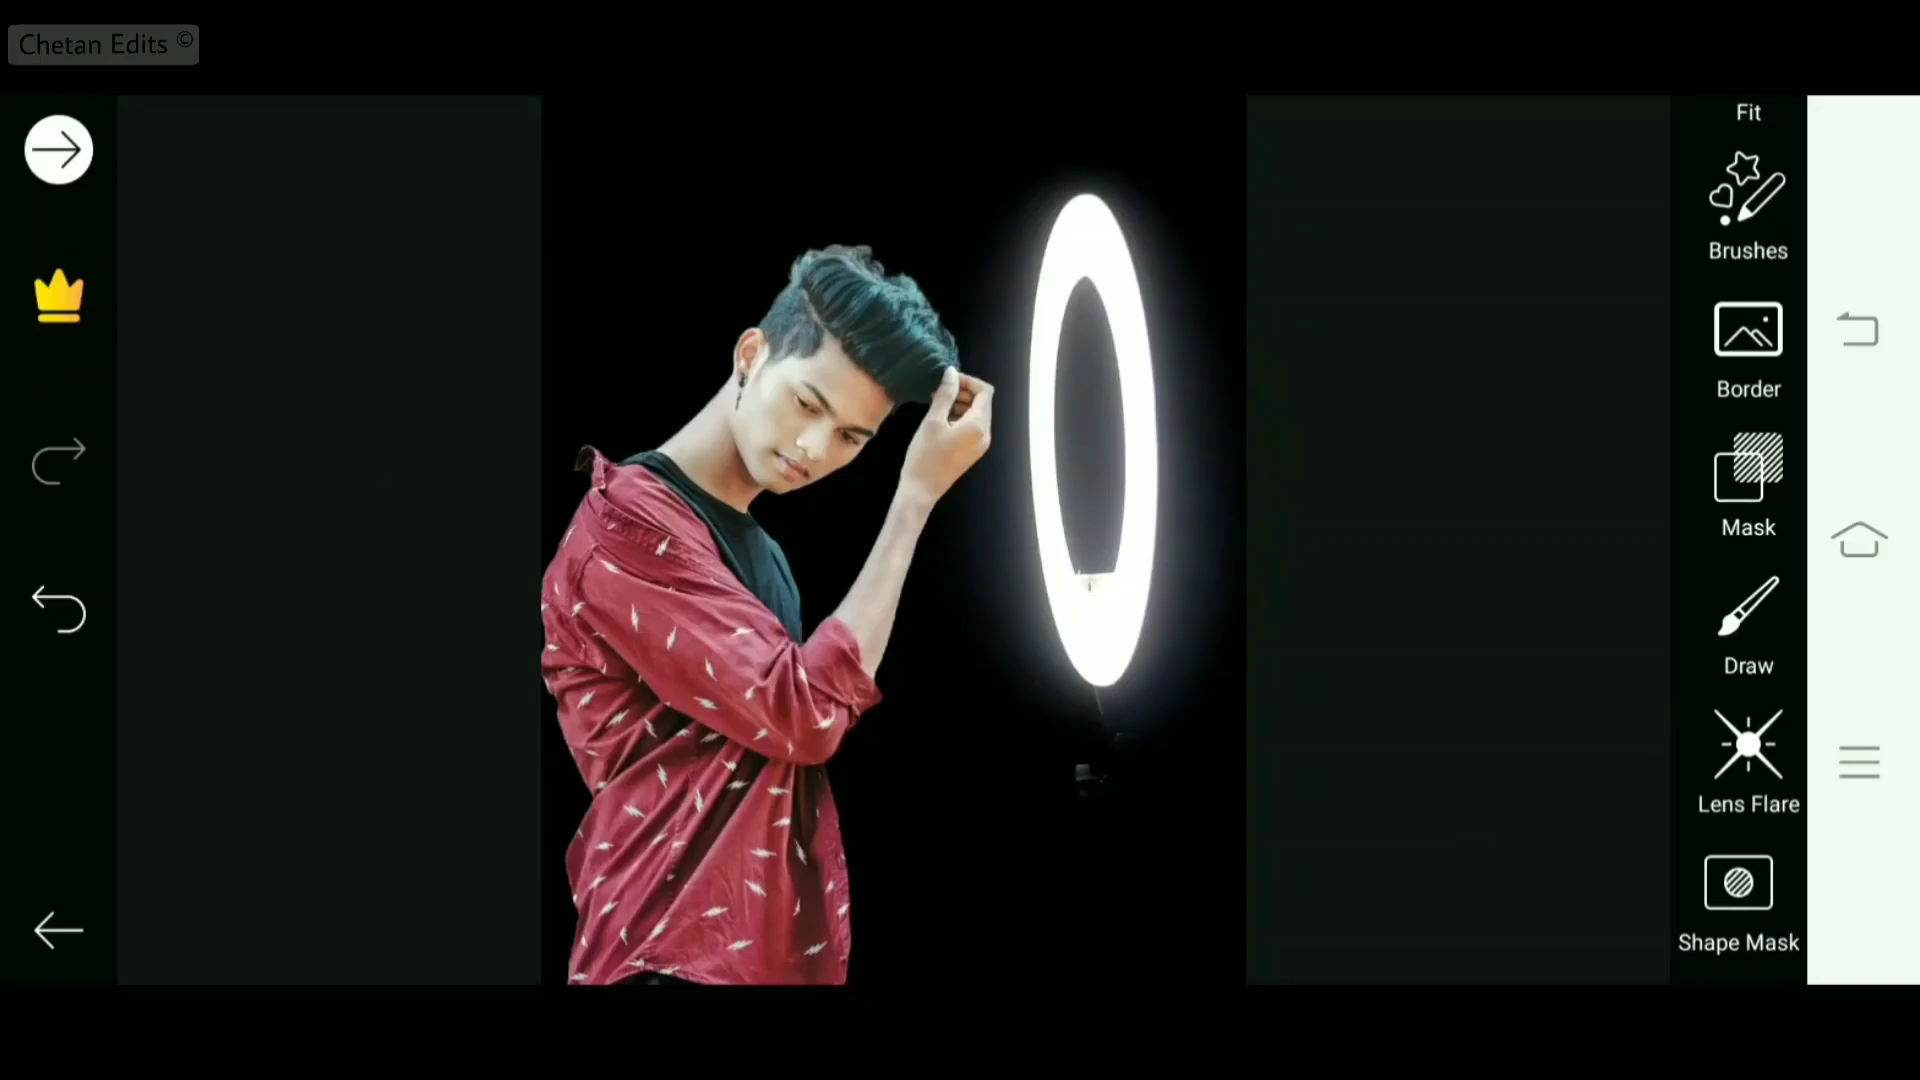 Chetan Edits ©
Fit
Brushes
Border
Mask
Draw
Lens Flare
Shape Mask